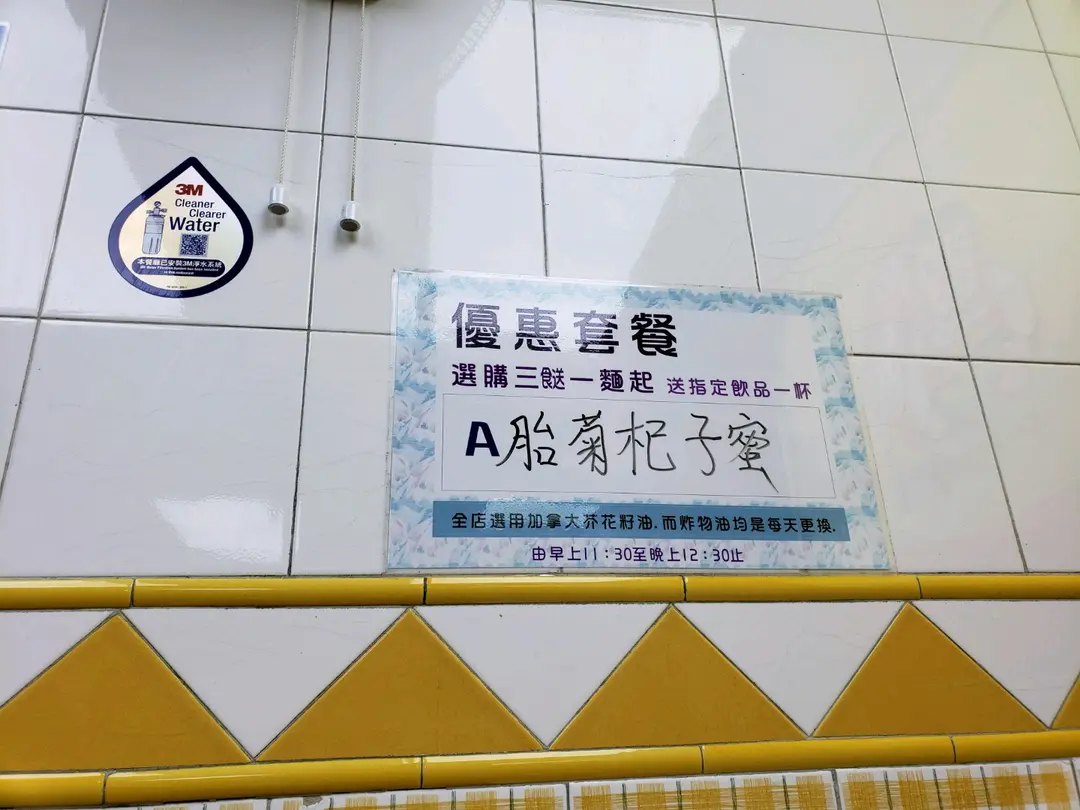 3M
Cleaner
Clearer
Water
本餐廳已安裝3M淨水系統
優惠套餐
選購三餸一麵起 送指定飲品一杯
A胎菊杞子蜜
全店選用加拿大芥花籽油.而炸物油均是每天更換.
由早上11:30至晚上12:30止